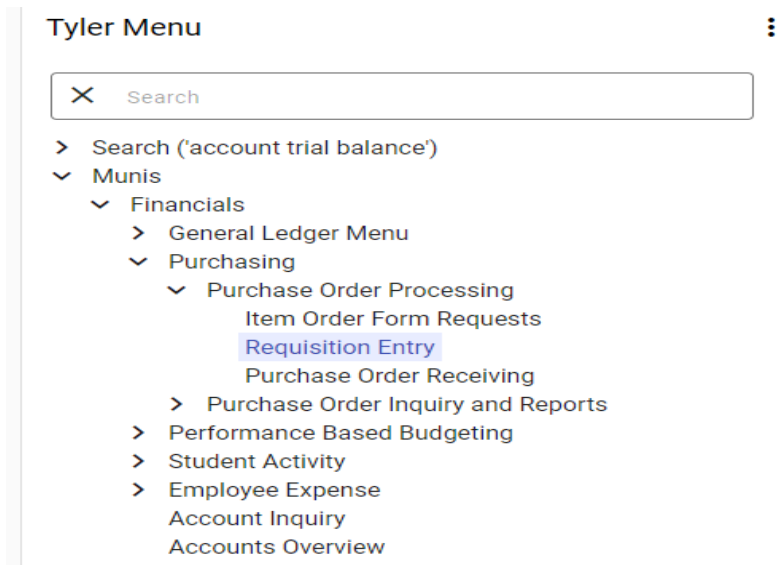 Tyler Menu
Search
Search ('account trial balance')
Munis
Financials
General Ledger Menu
Purchasing
Purchase Order Processing
Item Order Form Requests
Requisition Entry
Purchase Order Receiving
Purchase Order Inquiry and Reports
Performance Based Budgeting
Student Activity
Employee Expense
Account Inquiry
Accounts Overview